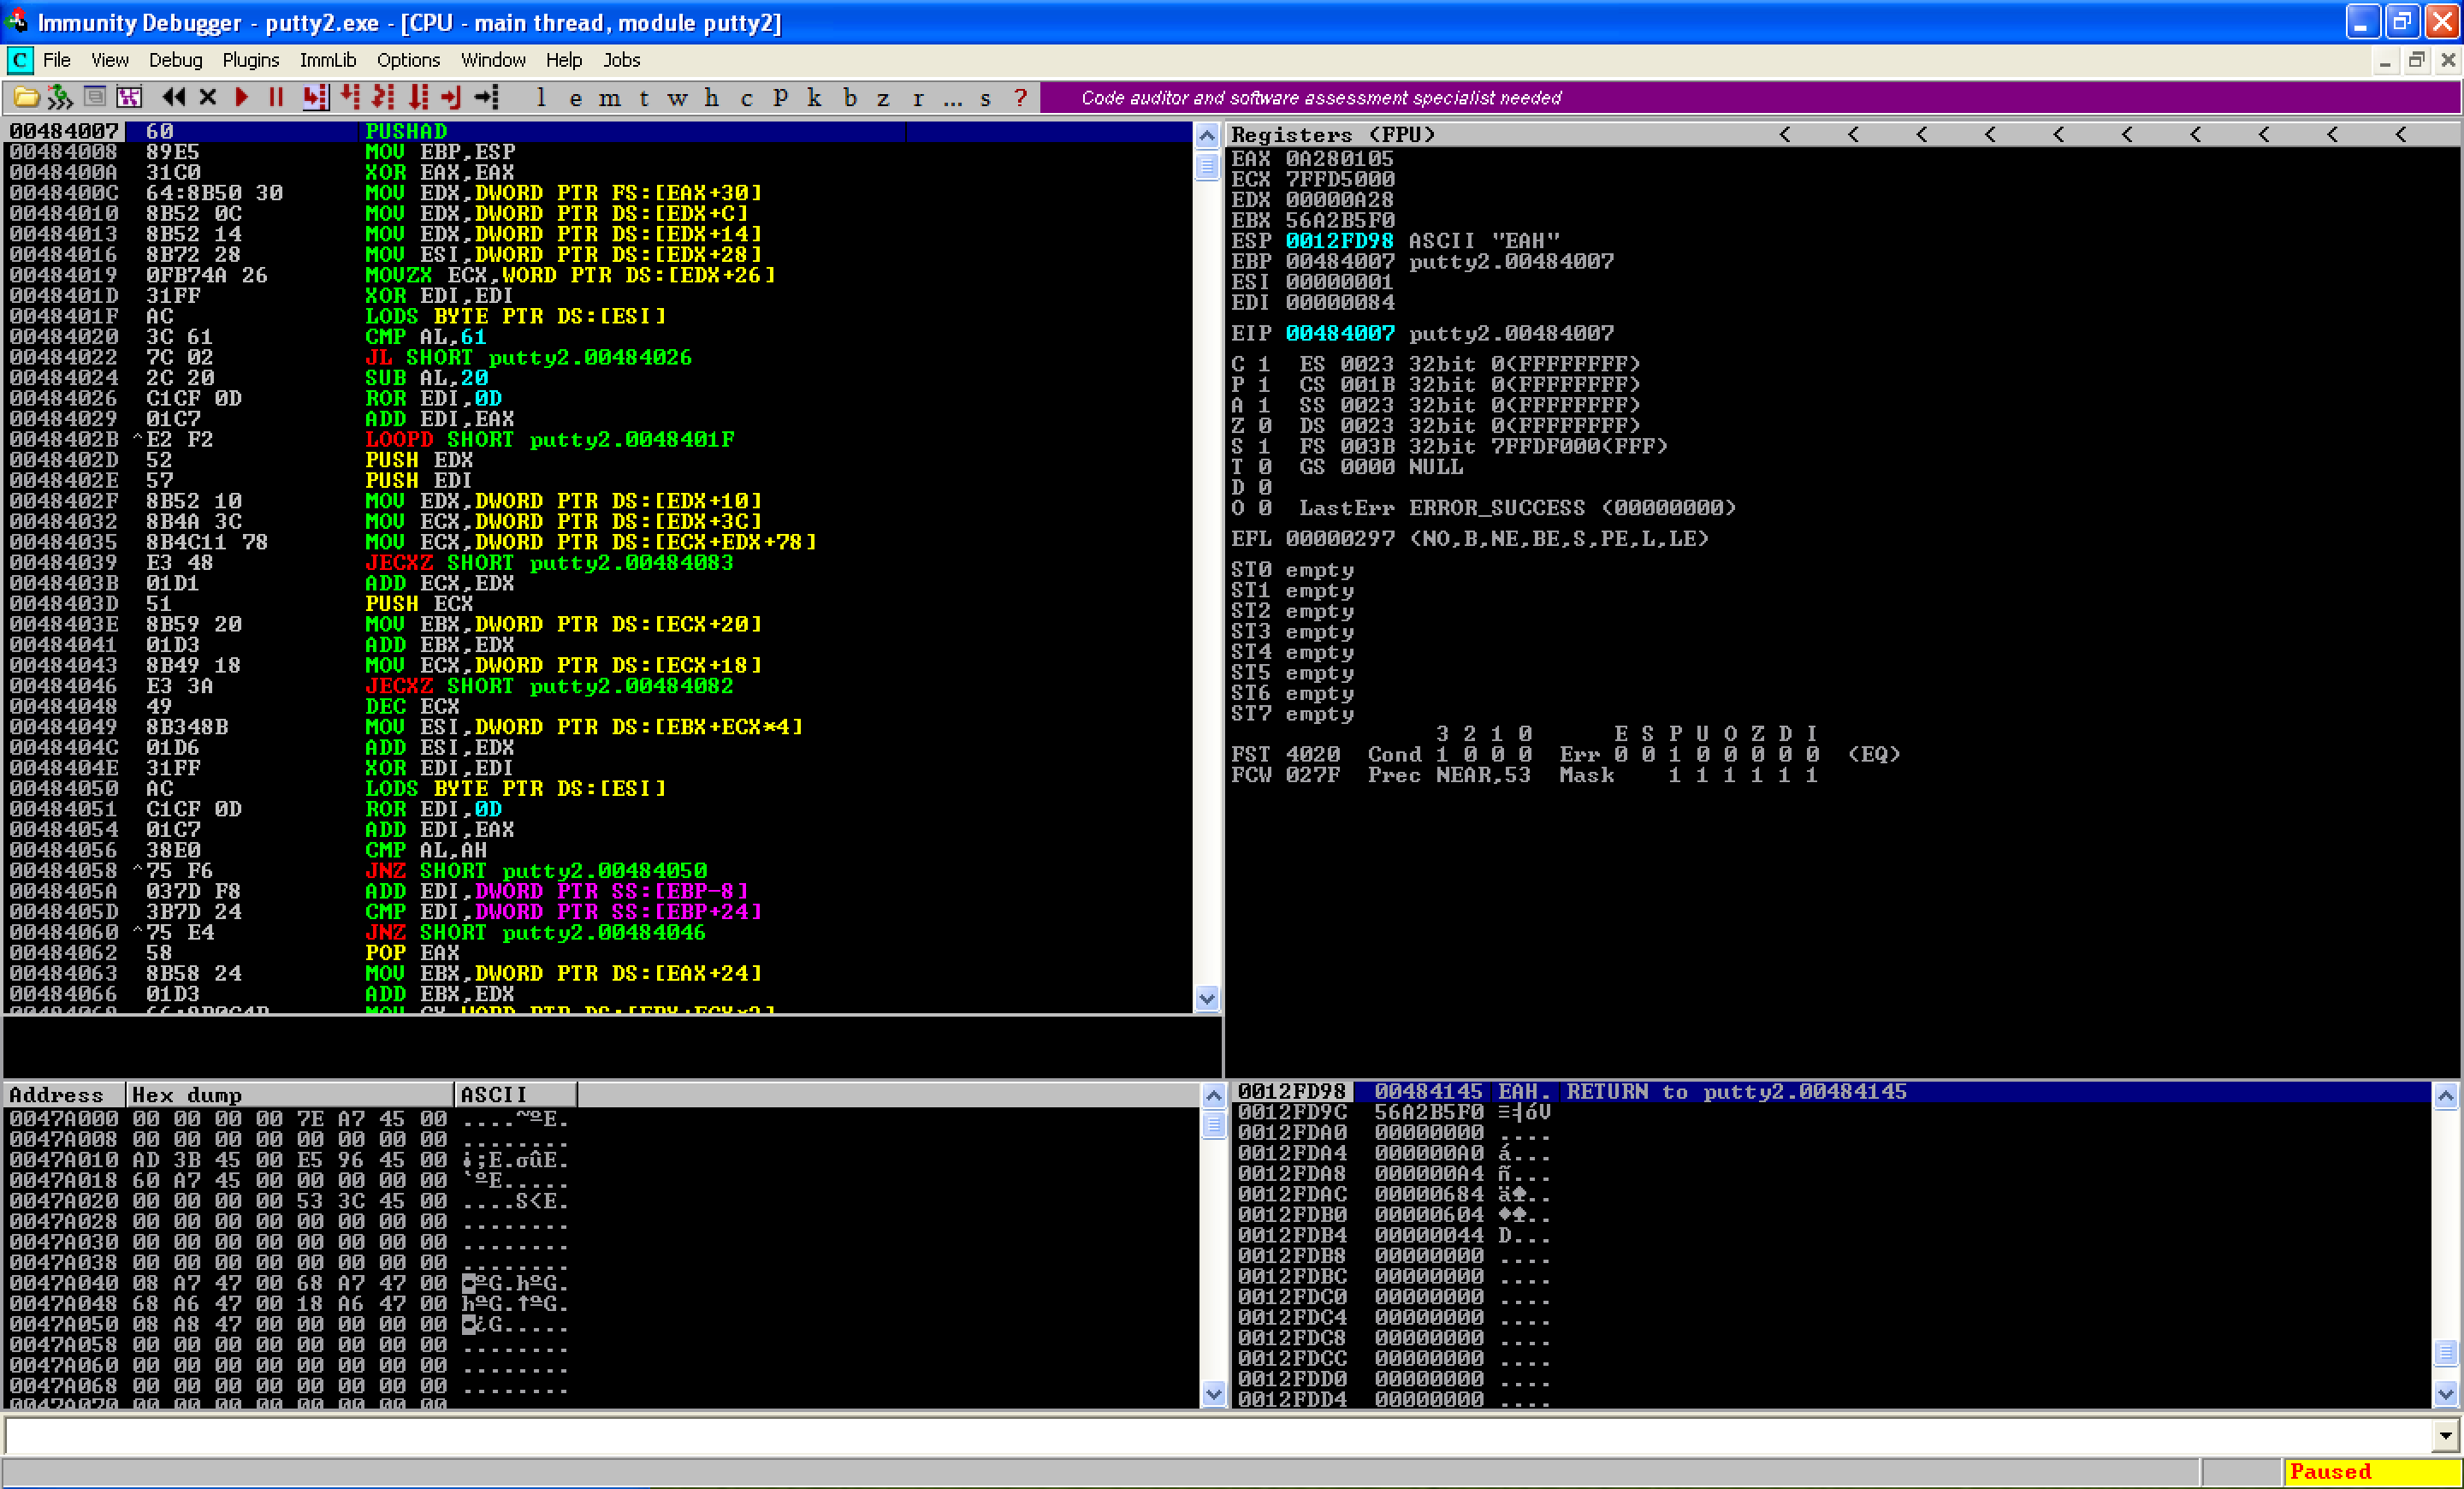 Immunity Debugger - putty2.exe - [CPU - main thread, module putty2]
C File View Debug Plugins ImmLib Options Window Help Jobs
l e m t w h c P k b z r ... s ? Code auditor and software assessment specialist needed
00484007 60 PUSHAD
00484008 89E5 MOV EBP,ESP
0048400A 31C0 XOR EAX,EAX
0048400C 64:8B50 30 MOV EDX,DWORD PTR FS:[EAX+30]
00484010 8B52 0C MOV EDX,DWORD PTR DS:[EDX+C]
00484013 8B52 14 MOV EDX,DWORD PTR DS:[EDX+14]
00484016 8B72 28 MOV ESI,DWORD PTR DS:[EDX+28]
00484019 0FB74A 26 MOVZX ECX,WORD PTR DS:[EDX+26]
0048401D 31FF XOR EDI,EDI
0048401F AC LODS BYTE PTR DS:[ESI]
00484020 3C 61 CMP AL,61
00484022 7C 02 JL SHORT putty2.00484026
00484024 2C 20 SUB AL,20
00484026 C1CF 0D ROR EDI,0D
00484029 01C7 ADD EDI,EAX
0048402B ^E2 F2 LOOPD SHORT putty2.0048401F
0048402D 52 PUSH EDX
0048402E 57 PUSH EDI
0048402F 8B52 10 MOV EDX,DWORD PTR DS:[EDX+10]
00484032 8B4A 3C MOV ECX,DWORD PTR DS:[EDX+3C]
00484035 8B4C11 78 MOV ECX,DWORD PTR DS:[ECX+EDX+78]
00484039 E3 48 JECXZ SHORT putty2.00484083
0048403B 01D1 ADD ECX,EDX
0048403D 51 PUSH ECX
0048403E 8B59 20 MOV EBX,DWORD PTR DS:[ECX+20]
00484041 01D3 ADD EBX,EDX
00484043 8B49 18 MOV ECX,DWORD PTR DS:[ECX+18]
00484046 E3 3A JECXZ SHORT putty2.00484082
00484048 49 DEC ECX
00484049 8B348B MOV ESI,DWORD PTR DS:[EBX+ECX*4]
0048404C 01D6 ADD ESI,EDX
0048404E 31FF XOR EDI,EDI
00484050 AC LODS BYTE PTR DS:[ESI]
00484051 C1CF 0D ROR EDI,0D
00484054 01C7 ADD EDI,EAX
00484056 38E0 CMP AL,AH
00484058 ^75 F6 JNZ SHORT putty2.00484050
0048405A 037D F8 ADD EDI,DWORD PTR SS:[EBP-8]
0048405D 3B7D 24 CMP EDI,DWORD PTR SS:[EBP+24]
00484060 ^75 E4 JNZ SHORT putty2.00484046
00484062 58 POP EAX
00484063 8B58 24 MOV EBX,DWORD PTR DS:[EAX+24]
00484066 01D3 ADD EBX,EDX
Registers (FPU) < < < < < < < < < <
EAX 0A280105
ECX 7FFD5000
EDX 00000A28
EBX 56A2B5F0
ESP 0012FD98 ASCII "EAH"
EBP 00484007 putty2.00484007
ESI 00000001
EDI 00000084
EIP 00484007 putty2.00484007
C 1 ES 0023 32bit 0(FFFFFFFF)
P 1 CS 001B 32bit 0(FFFFFFFF)
A 1 SS 0023 32bit 0(FFFFFFFF)
Z 0 DS 0023 32bit 0(FFFFFFFF)
S 1 FS 003B 32bit 7FFDF000(FFF)
T 0 GS 0000 NULL
D 0
O 0 LastErr ERROR_SUCCESS (00000000)
EFL 00000297 (NO,B,NE,BE,S,PE,L,LE)
ST0 empty
ST1 empty
ST2 empty
ST3 empty
ST4 empty
ST5 empty
ST6 empty
ST7 empty
3 2 1 0 E S P U O Z D I
FST 4020 Cond 1 0 0 0 Err 0 0 1 0 0 0 0 0 (EQ)
FCW 027F Prec NEAR,53 Mask 1 1 1 1 1 1
Address Hex dump ASCII
0047A000 00 00 00 00 7E A7 45 00 ....~ºE.
0047A008 00 00 00 00 00 00 00 00 ........
0047A010 AD 3B 45 00 E5 96 45 00 ¡;E.σûE.
0047A018 60 A7 45 00 00 00 00 00 `ºE.....
0047A020 00 00 00 00 53 3C 45 00 ....S<E.
0047A028 00 00 00 00 00 00 00 00 ........
0047A030 00 00 00 00 00 00 00 00 ........
0047A038 00 00 00 00 00 00 00 00 ........
0047A040 08 A7 47 00 68 A7 47 00 ◘ºG.hºG.
0047A048 68 A6 47 00 18 A6 47 00 hªG.↑ªG.
0047A050 08 A8 47 00 00 00 00 00 ◘¿G.....
0047A058 00 00 00 00 00 00 00 00 ........
0047A060 00 00 00 00 00 00 00 00 ........
0047A068 00 00 00 00 00 00 00 00 ........
0047A070 00 00 00 00 00 00 00 00
0012FD98 00484145 EAH. RETURN to putty2.00484145
0012FD9C 56A2B5F0 ≡╡óV
0012FDA0 00000000 ....
0012FDA4 000000A0 á...
0012FDA8 000000A4 ñ...
0012FDAC 00000684 ä♠..
0012FDB0 00000604 ♦♠..
0012FDB4 00000044 D...
0012FDB8 00000000 ....
0012FDBC 00000000 ....
0012FDC0 00000000 ....
0012FDC4 00000000 ....
0012FDC8 00000000 ....
0012FDCC 00000000 ....
0012FDD0 00000000 ....
0012FDD4 00000000 ....
Paused